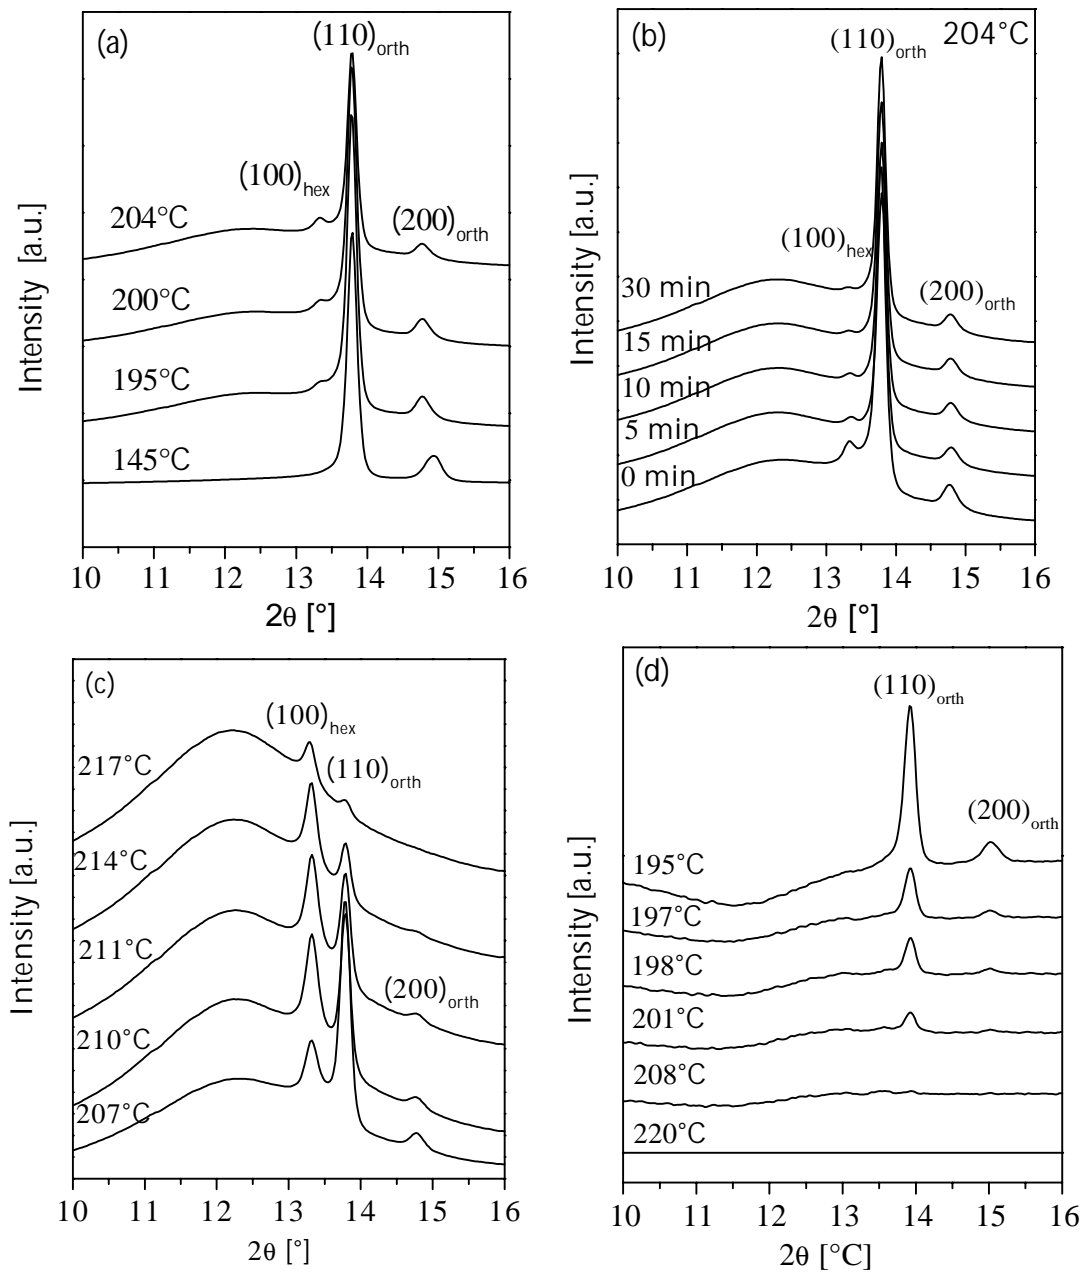 (a)
(110)orth
(100)hex
(200)orth
204°C
200°C
195°C
145°C
Intensity [a.u.]
10 11 12 13 14 15 16
2θ [°]
(b)
204°C
(110)orth
(100)hex
(200)orth
30 min
15 min
10 min
5 min
0 min
Intensity [a.u.]
10 11 12 13 14 15 16
2θ [°]
(c)
(100)hex
(110)orth
(200)orth
217°C
214°C
211°C
210°C
207°C
Intensity [a.u.]
10 11 12 13 14 15 16
2θ [°]
(d)
(110)orth
(200)orth
195°C
197°C
198°C
201°C
208°C
220°C
Intensity [a.u.]
10 11 12 13 14 15 16
2θ [°C]